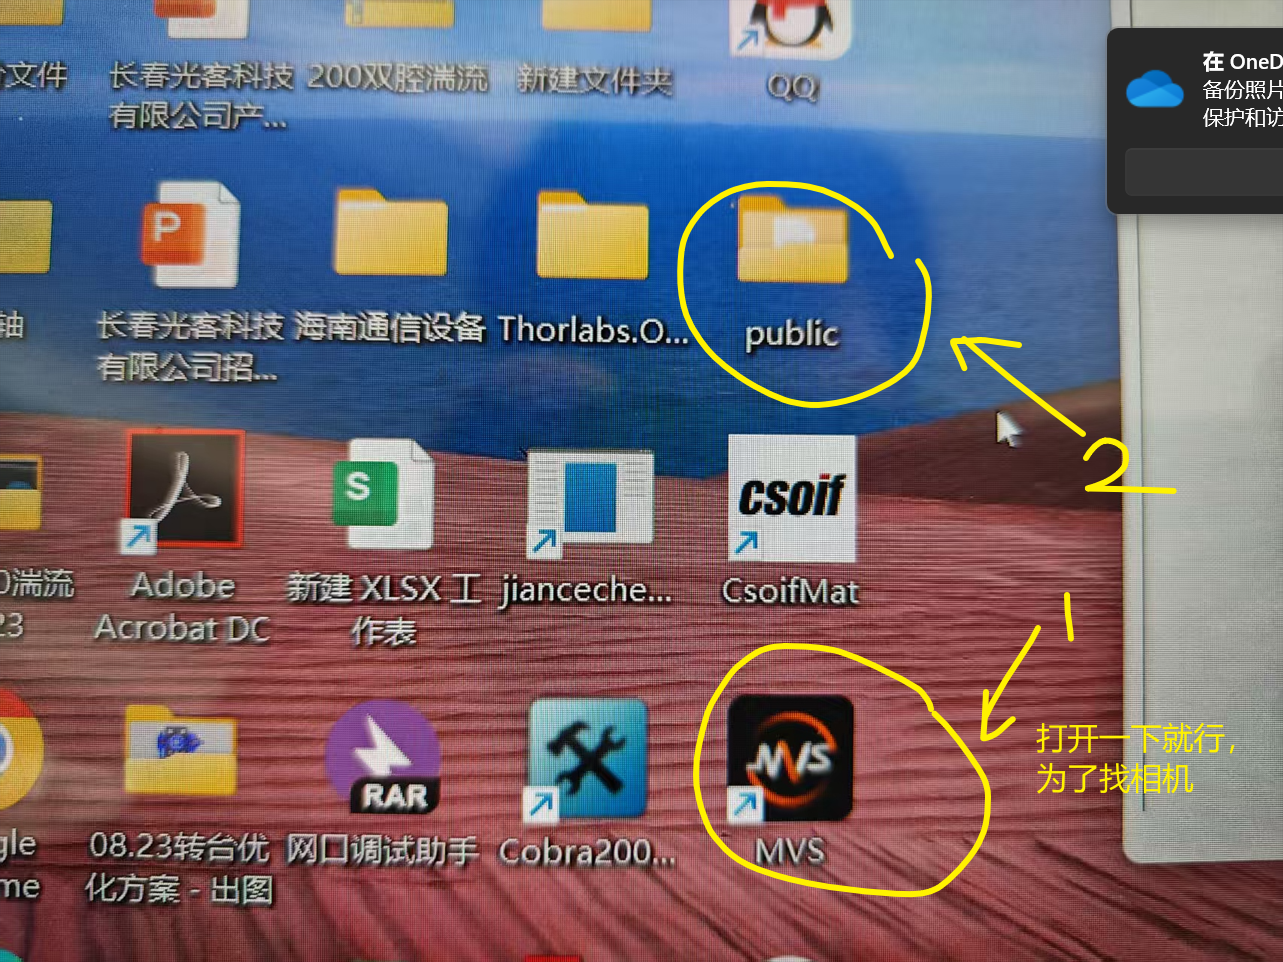 文件
长春光客科技
有限公司产...
200双腔湍流
新建文件夹
QQ
在 OneD
备份照片
保护和访
P
轴
长春光客科技
有限公司招...
海南通信设备
Thorlabs.O...
public
2
S
csoif
0湍流
23
Adobe
Acrobat DC
新建 XLSX 工
作表
jianceche...
CsoifMat
1
打开一下就行，
为了找相机
RAR
MVS
gle
me
08.23转台优
化方案 - 出图
网口调试助手
Cobra200...
MVS